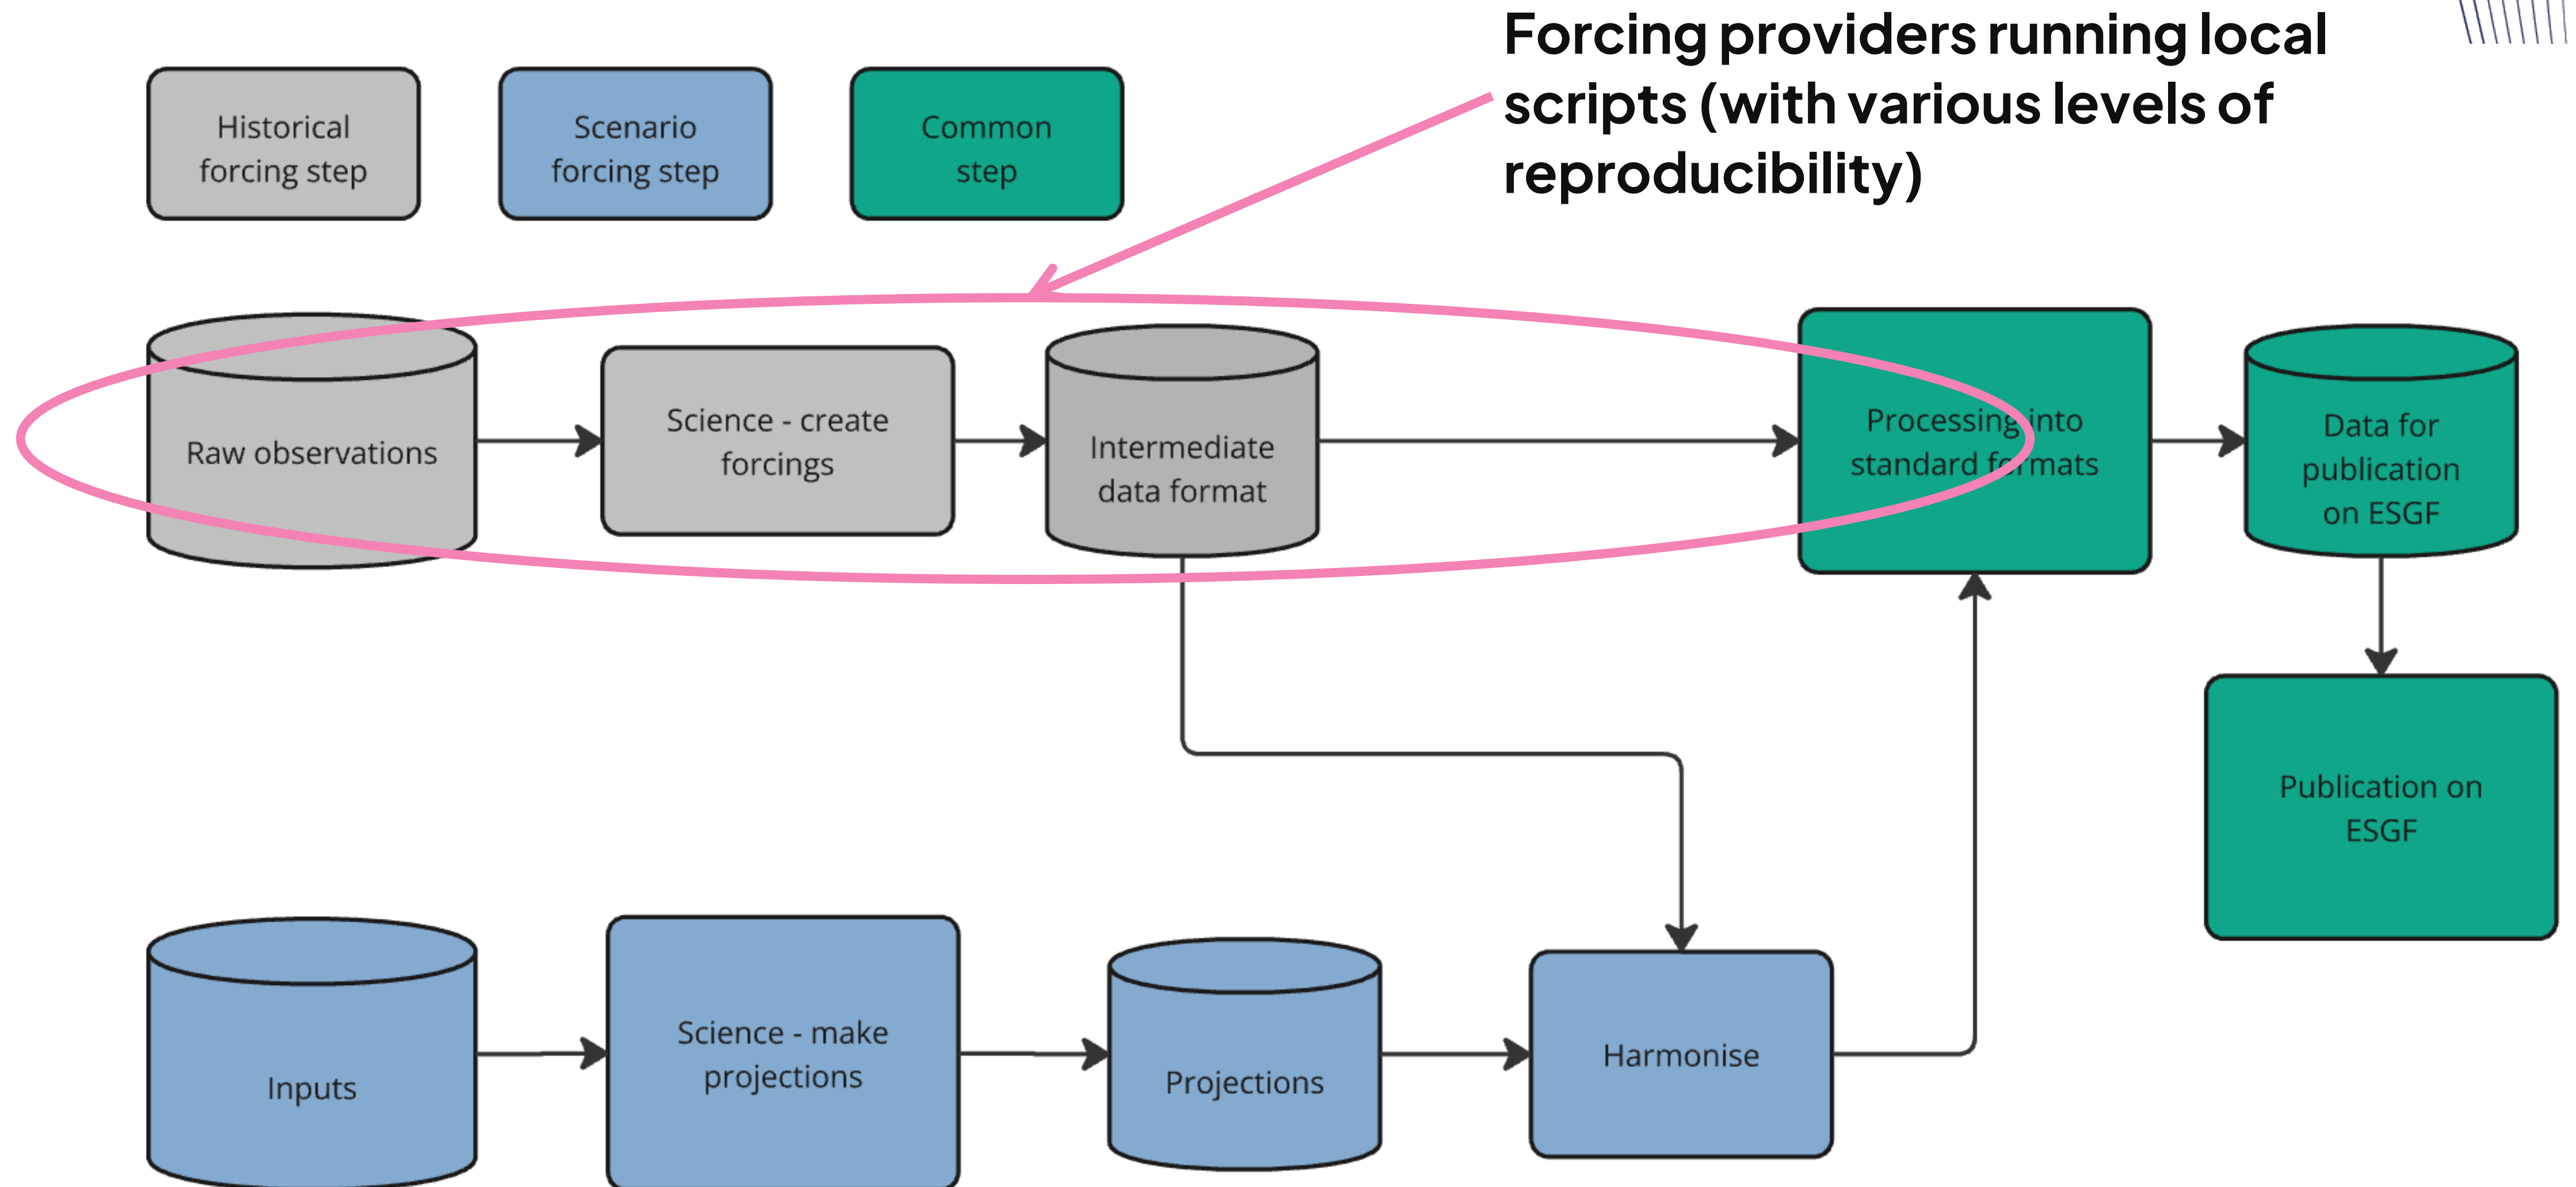 Forcing providers running local
scripts (with various levels of
reproducibility)
Historical
forcing step
Scenario
forcing step
Common
step
Raw observations
Science - create
forcings
Intermediate
data format
Processing into
standard formats
Data for
publication
on ESGF
Publication on
ESGF
Inputs
Science - make
projections
Projections
Harmonise